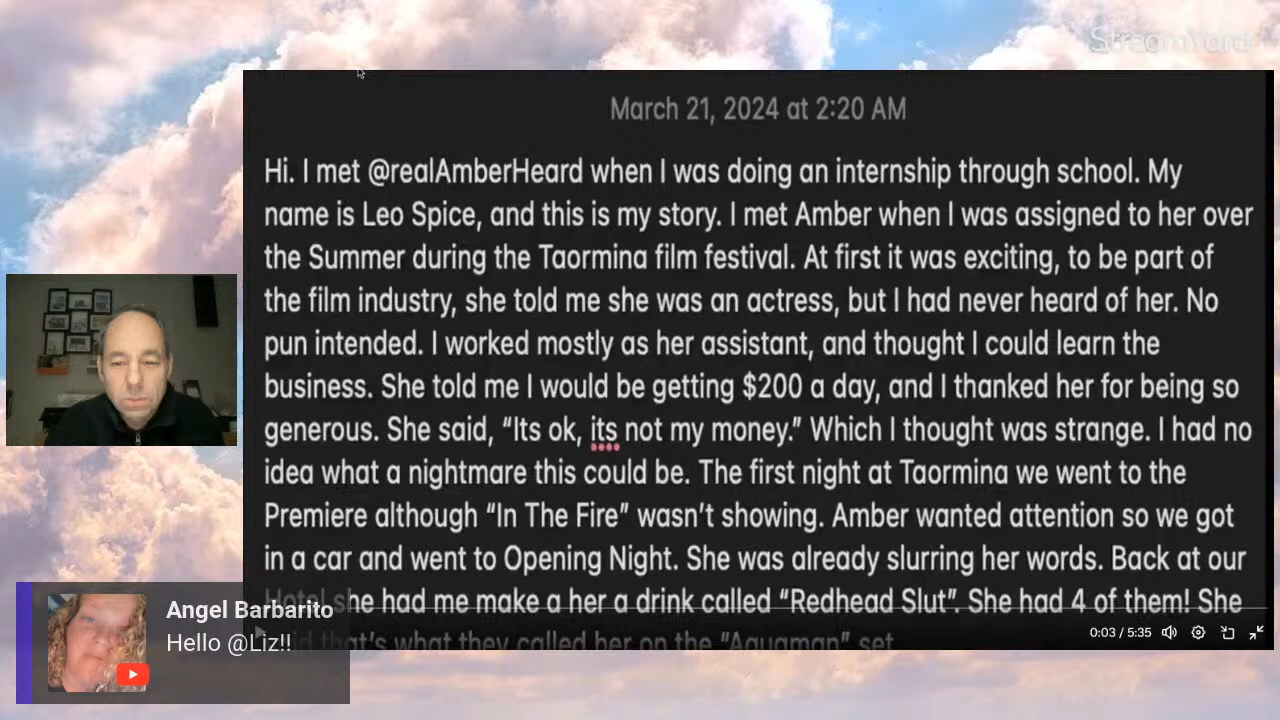 StreamYard
March 21, 2024 at 2:20 AM
Hi. I met @realAmberHeard when I was doing an internship through school. My
name is Leo Spice, and this is my story. I met Amber when I was assigned to her over
the Summer during the Taormina film festival. At first it was exciting, to be part of
the film industry, she told me she was an actress, but I had never heard of her. No
pun intended. I worked mostly as her assistant, and thought I could learn the
business. She told me I would be getting $200 a day, and I thanked her for being so
generous. She said, “Its ok, its not my money.” Which I thought was strange. I had no
idea what a nightmare this could be. The first night at Taormina we went to the
Premiere although “In The Fire” wasn’t showing. Amber wanted attention so we got
in a car and went to Opening Night. She was already slurring her words. Back at our
Hotel she had me make a her a drink called “Redhead Slut”. She had 4 of them! She
said that’s what they called her on the “Aquaman” set
0:03 / 5:35
Angel Barbarito
Hello @Liz!!